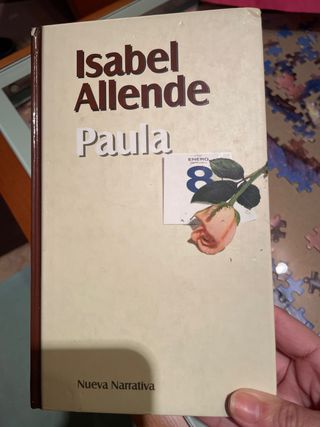 Isabel
Allende
Paula
ENERO
8
Nueva Narrativa